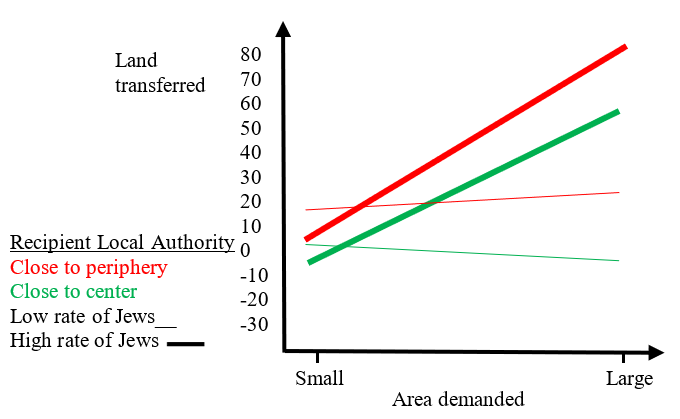 Land
transferred
80
70
60
50
40
30
20
10
0
-10
-20
-30
Recipient Local Authority
Close to periphery
Close to center
Low rate of Jews__
High rate of Jews
Small
Large
Area demanded